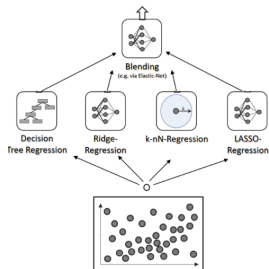 Blending
(e.g. via Elastic-Net)
Decision
Tree Regression
Ridge-
Regression
k-nN-Regression
LASSO-
Regression